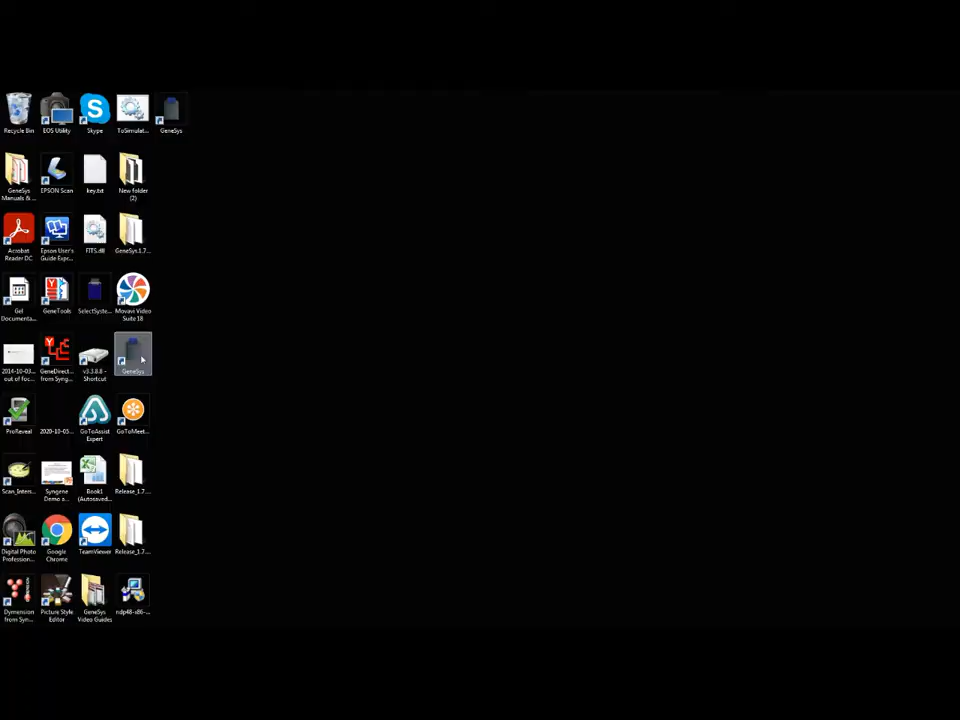 Recycle Bin
EOS Utility
Skype
ToSimulat...
GeneSys
GeneSys
Manuals & ...
EPSON Scan
key.txt
New folder
(2)
Acrobat
Reader DC
Epson User's
Guide Expr...
FITS.dll
GeneSys.1.7...
Gel
Documenta...
GeneTools
SelectSyste...
Movavi Video
Suite 18
2014-10-03...
out of foc...
GeneDirect...
from Syng...
v3.3.8.8 -
Shortcut
GeneSys
ProReveal
2020-10-05...
GoToAssist
Expert
GoToMeet...
Scan_Inters...
Syngene
Demo a...
Book1
(Autosaved...
Release_1.7....
Digital Photo
Profession...
Google
Chrome
TeamViewer
Release_1.7....
Dymension
from Syn...
Picture Style
Editor
GeneSys
Video Guides
ndp48-x86-...